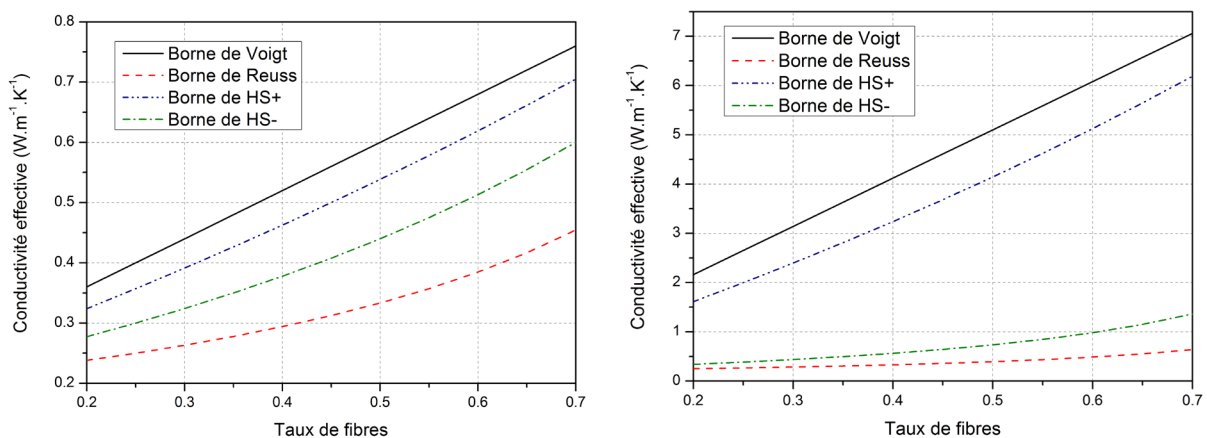 0.8
0.7
0.6
0.5
0.4
0.3
0.2
Conductivité effective (W.m⁻¹.K⁻¹)
Borne de Voigt
Borne de Reuss
Borne de HS+
Borne de HS-
0.2 0.3 0.4 0.5 0.6 0.7
Taux de fibres
7
6
5
4
3
2
1
0
Conductivité effective (W.m⁻¹.K⁻¹)
Borne de Voigt
Borne de Reuss
Borne de HS+
Borne de HS-
0.2 0.3 0.4 0.5 0.6 0.7
Taux de fibres